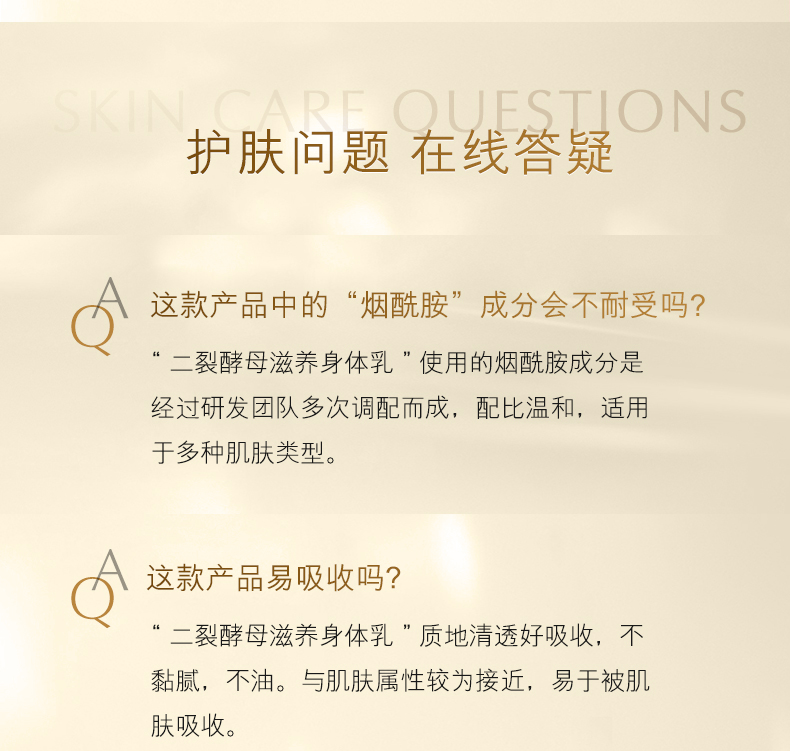 SKIN CARE QUESTIONS
护肤问题 在线答疑
QA
这款产品中的“烟酰胺”成分会不耐受吗?
“ 二裂酵母滋养身体乳 ”使用的烟酰胺成分是
经过研发团队多次调配而成，配比温和，适用
于多种肌肤类型。
QA
这款产品易吸收吗?
“ 二裂酵母滋养身体乳 ”质地清透好吸收，不
黏腻，不油。与肌肤属性较为接近，易于被肌
肤吸收。